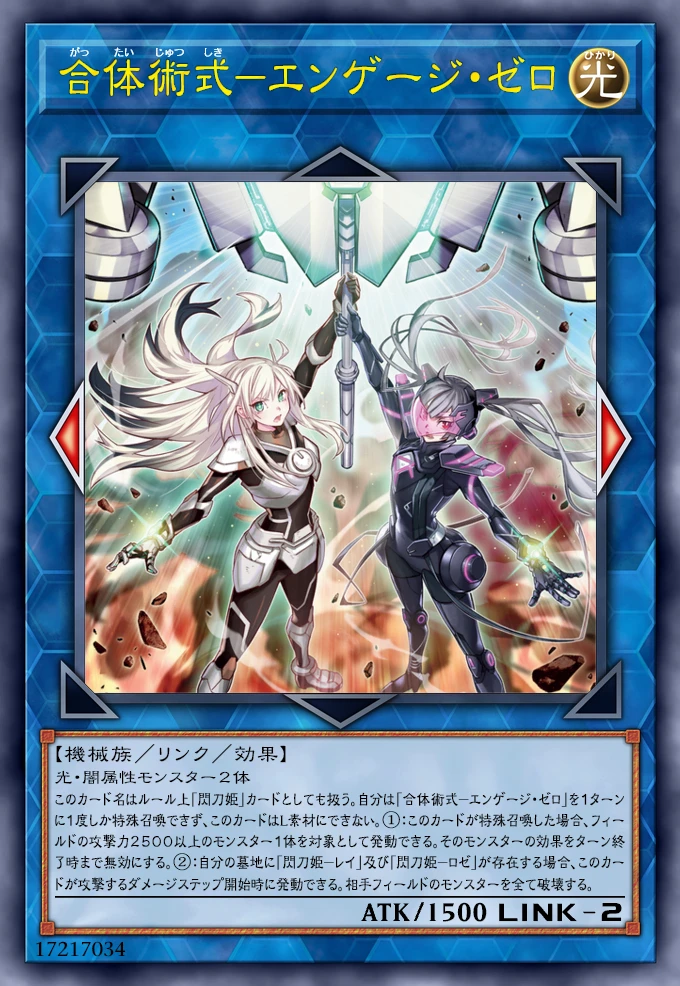 がったいじゅつしき
合体術式－エンゲージ・ゼロ
ひかり
光
【機械族／リンク／効果】
光・闇属性モンスター２体
このカード名はルール上「閃刀姫」カードとしても扱う。自分は「合体術式－エンゲージ・ゼロ」を１ターン
に１度しか特殊召喚できず、このカードはL素材にできない。①：このカードが特殊召喚した場合、フィー
ルドの攻撃力２５００以上のモンスター１体を対象として発動できる。そのモンスターの効果をターン終
了時まで無効にする。②：自分の墓地に「閃刀姫－レイ」及び「閃刀姫－ロゼ」が存在する場合、このカー
ドが攻撃するダメージステップ開始時に発動できる。相手フィールドのモンスターを全て破壊する。
ATK/1500 LINK－2
17217034